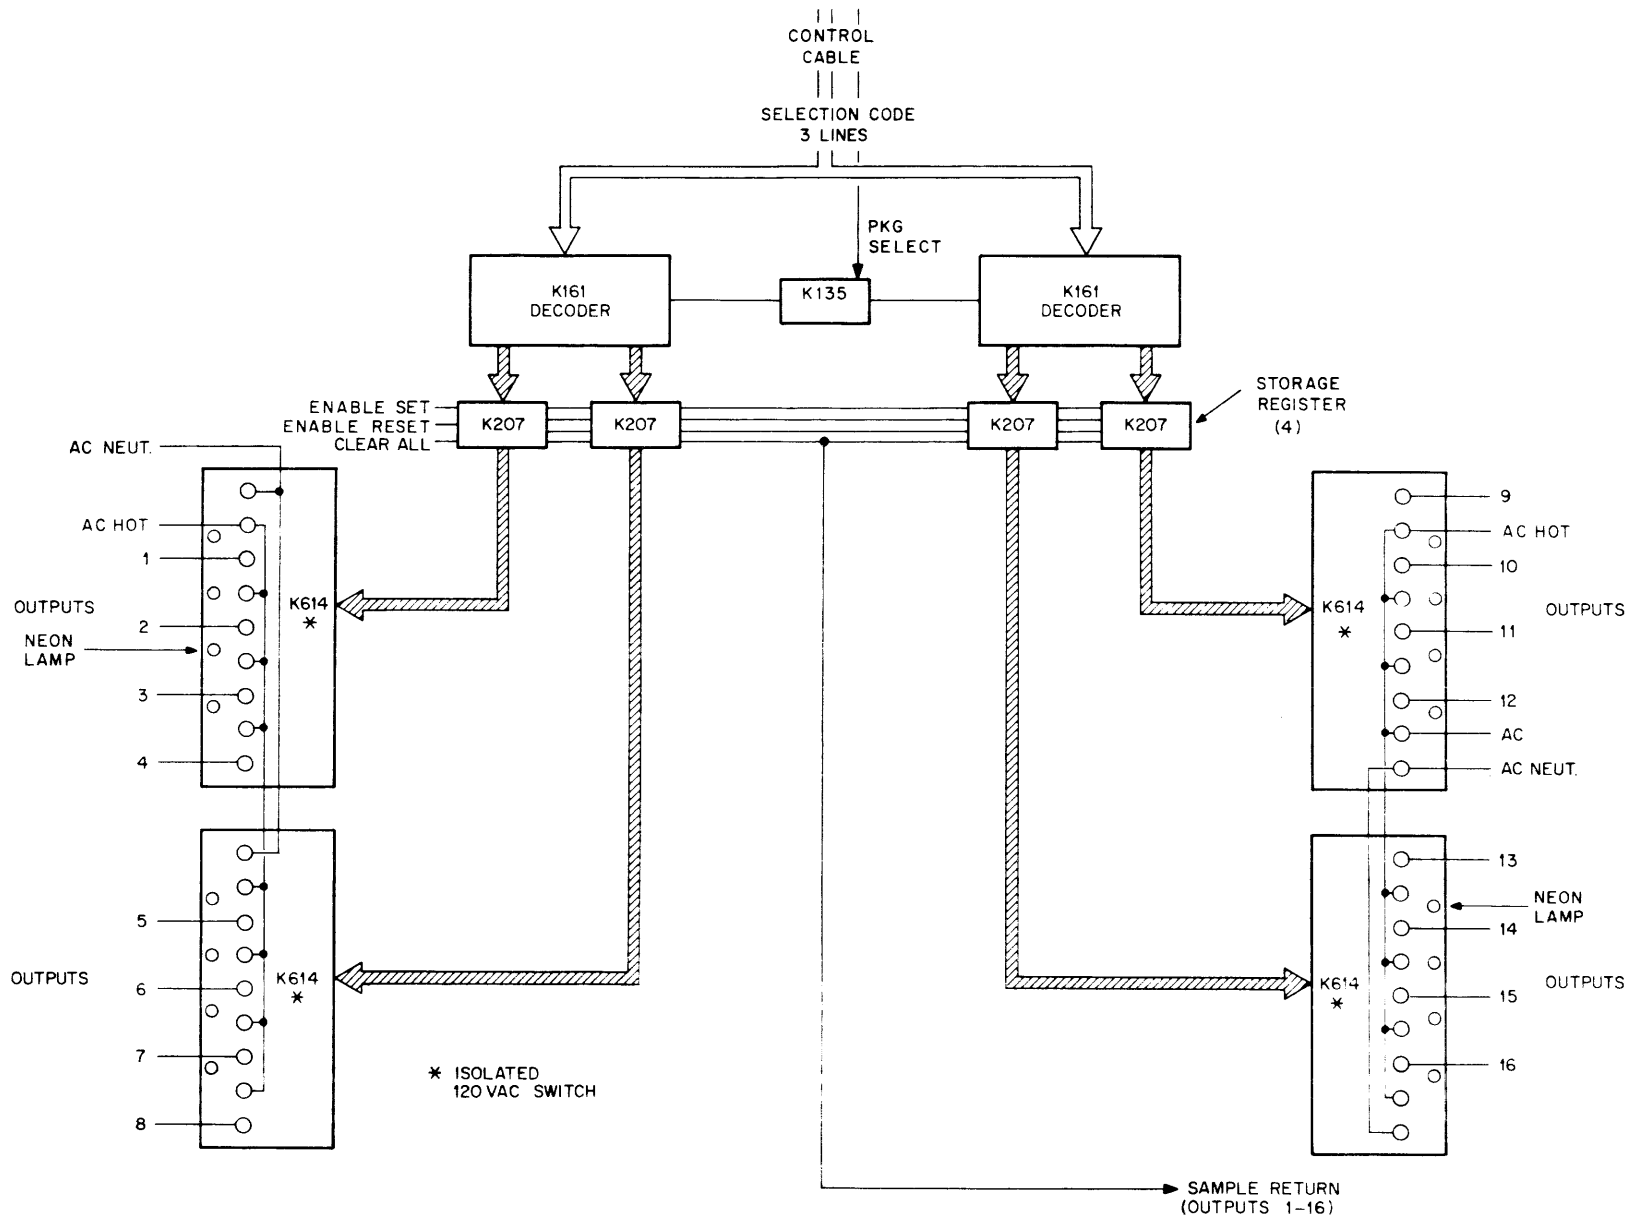 CONTROL
CABLE
SELECTION CODE
3 LINES
PKG
SELECT
K161
DECODER
K135
K161
DECODER
STORAGE
REGISTER
(4)
ENABLE SET
ENABLE RESET
CLEAR ALL
K207
K207
K207
K207
AC NEUT.
AC HOT
1
OUTPUTS
2
NEON
LAMP
3
4
K614
*
9
AC HOT
10
K614
*
OUTPUTS
11
12
AC
AC NEUT.
5
OUTPUTS
6
7
8
K614
*
* ISOLATED
120 VAC SWITCH
13
NEON
LAMP
14
K614
*
OUTPUTS
15
16
SAMPLE RETURN
(OUTPUTS 1-16)